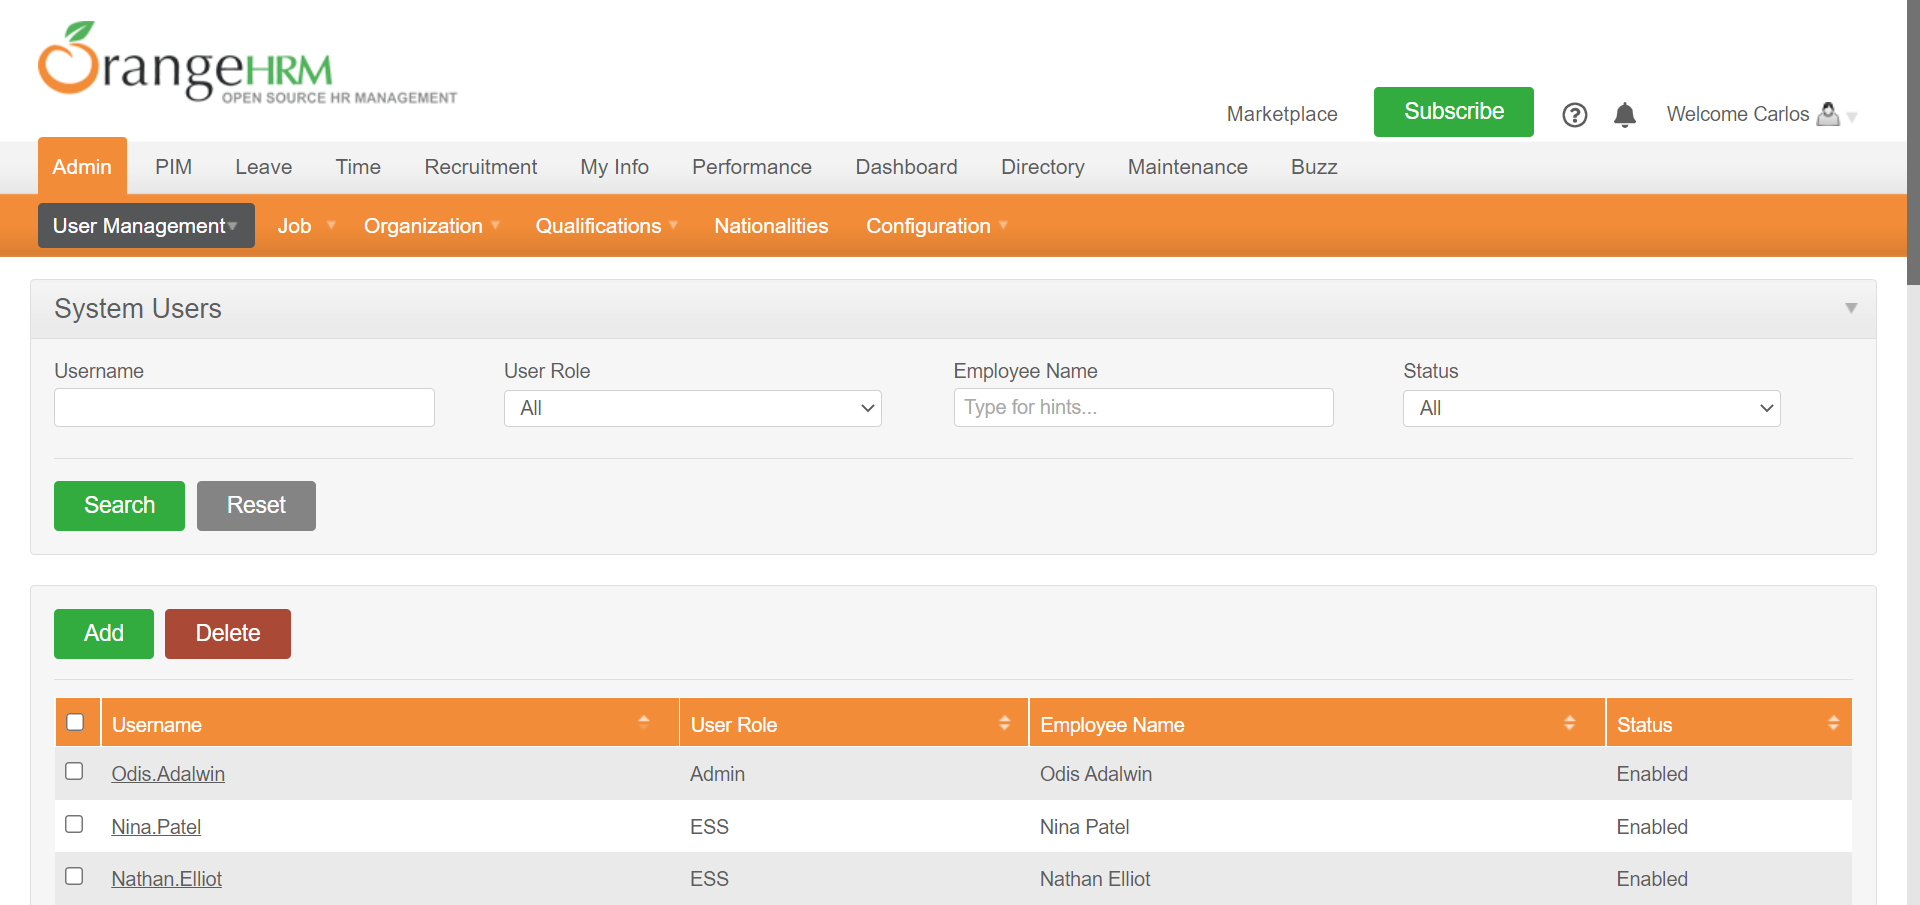 OrangeHRM
OPEN SOURCE HR MANAGEMENT
Marketplace Subscribe Welcome Carlos
Admin PIM Leave Time Recruitment My Info Performance Dashboard Directory Maintenance Buzz
User Management Job Organization Qualifications Nationalities Configuration
System Users
Username User Role Employee Name Status
All Type for hints... All
Search Reset
Add Delete
Username User Role Employee Name Status
Odis.Adalwin Admin Odis Adalwin Enabled
Nina.Patel ESS Nina Patel Enabled
Nathan.Elliot ESS Nathan Elliot Enabled